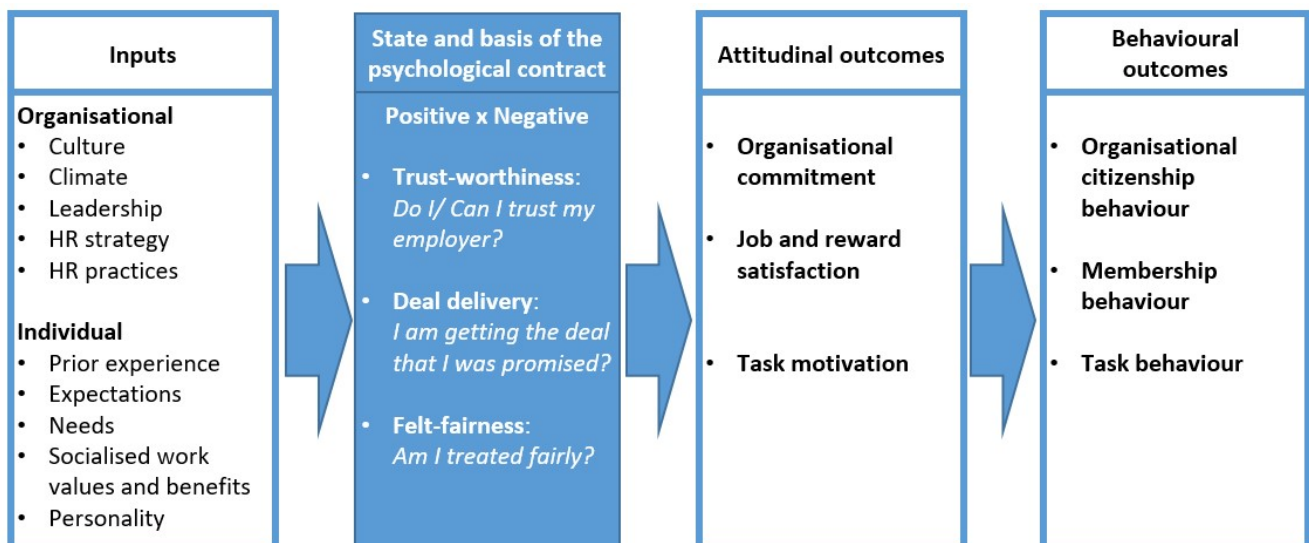 Inputs
Organisational
• Culture
• Climate
• Leadership
• HR strategy
• HR practices
Individual
• Prior experience
• Expectations
• Needs
• Socialised work
values and benefits
• Personality
State and basis of the
psychological contract
Positive x Negative
• Trust-worthiness:
Do I/ Can I trust my
employer?
• Deal delivery:
I am getting the deal
that I was promised?
• Felt-fairness:
Am I treated fairly?
Attitudinal outcomes
• Organisational
commitment
• Job and reward
satisfaction
• Task motivation
Behavioural
outcomes
• Organisational
citizenship
behaviour
• Membership
behaviour
• Task behaviour